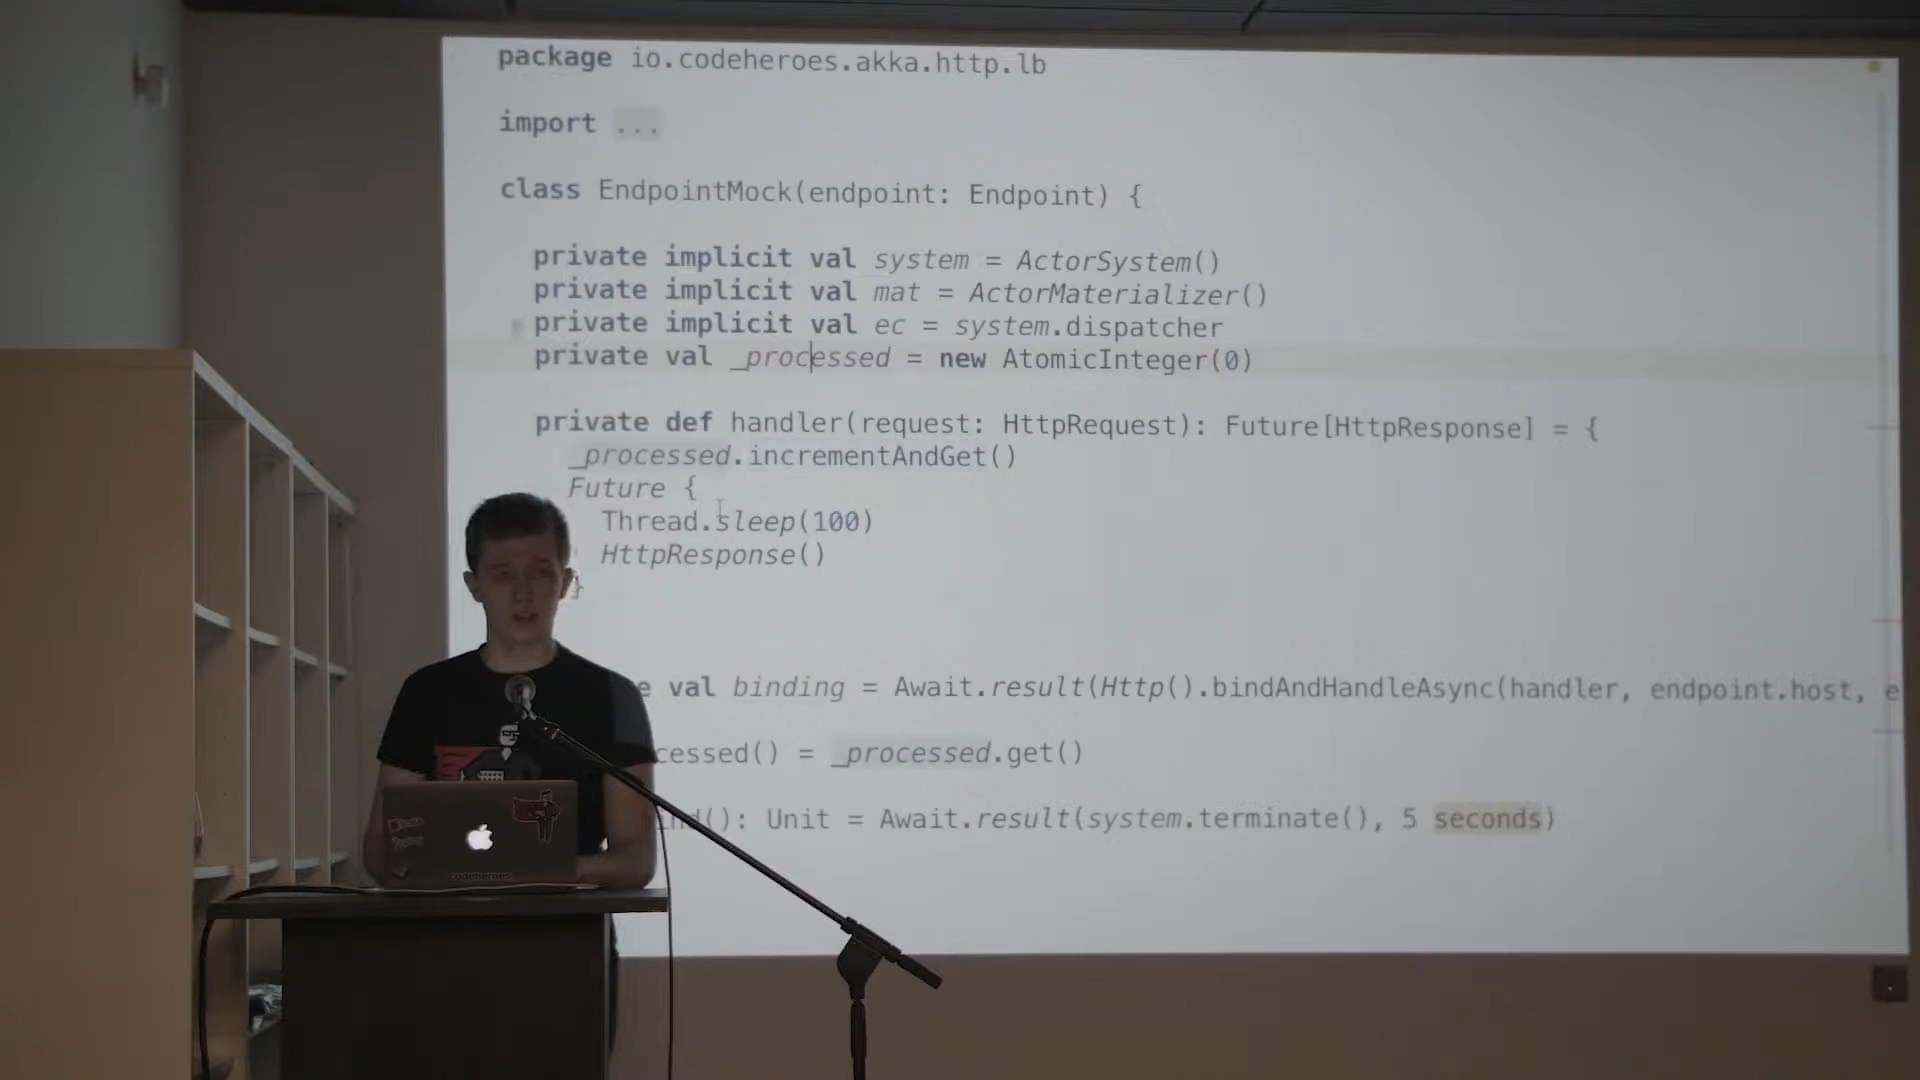 package io.codeheroes.akka.http.lb
import ...
class EndpointMock(endpoint: Endpoint) {
private implicit val system = ActorSystem()
private implicit val mat = ActorMaterializer()
private implicit val ec = system.dispatcher
private val _processed = new AtomicInteger(0)
private def handler(request: HttpRequest): Future[HttpResponse] = {
_processed.incrementAndGet()
Future {
Thread.sleep(100)
HttpResponse()
}
e val binding = Await.result(Http().bindAndHandleAsync(handler, endpoint.host, e
cessed() = _processed.get()
ind(): Unit = Await.result(system.terminate(), 5 seconds)
codeheroes